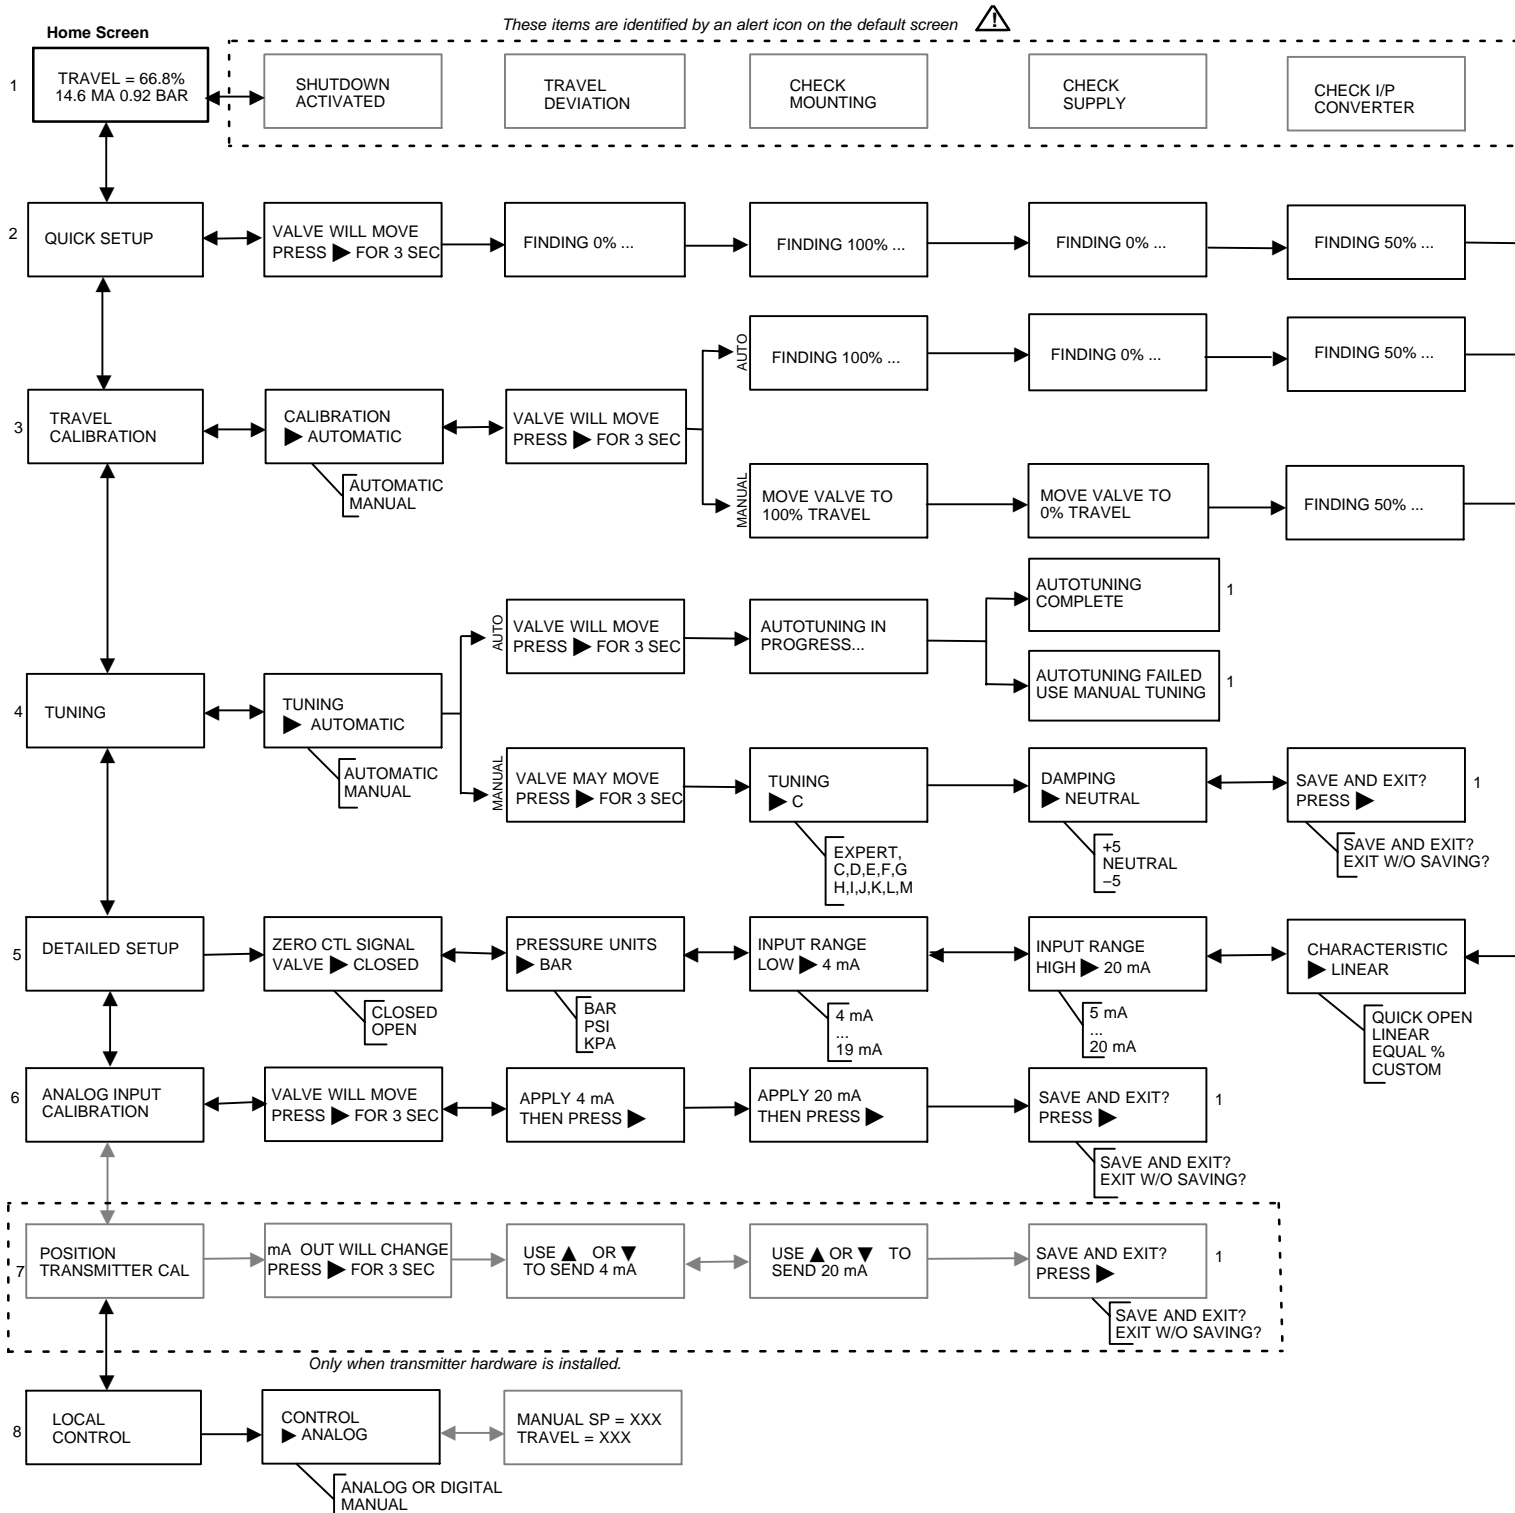 These items are identified by an alert icon on the default screen
Home Screen
1
TRAVEL = 66.8%
14.6 MA 0.92 BAR
SHUTDOWN
ACTIVATED
TRAVEL
DEVIATION
CHECK
MOUNTING
CHECK
SUPPLY
CHECK I/P
CONVERTER
2
QUICK SETUP
VALVE WILL MOVE
PRESS ▶ FOR 3 SEC
FINDING 0% ...
FINDING 100% ...
FINDING 0% ...
FINDING 50% ...
AUTO
FINDING 100% ...
FINDING 0% ...
FINDING 50% ...
3
TRAVEL
CALIBRATION
CALIBRATION
▶ AUTOMATIC
AUTOMATIC
MANUAL
VALVE WILL MOVE
PRESS ▶ FOR 3 SEC
MANUAL
MOVE VALVE TO
100% TRAVEL
MOVE VALVE TO
0% TRAVEL
FINDING 50% ...
AUTO
VALVE WILL MOVE
PRESS ▶ FOR 3 SEC
AUTOTUNING IN
PROGRESS...
AUTOTUNING
COMPLETE
1
AUTOTUNING FAILED
USE MANUAL TUNING
1
4
TUNING
TUNING
▶ AUTOMATIC
AUTOMATIC
MANUAL
MANUAL
VALVE MAY MOVE
PRESS ▶ FOR 3 SEC
TUNING
▶ C
EXPERT,
C,D,E,F,G
H,I,J,K,L,M
DAMPING
▶ NEUTRAL
+5
NEUTRAL
−5
SAVE AND EXIT?
PRESS ▶
1
SAVE AND EXIT?
EXIT W/O SAVING?
5
DETAILED SETUP
ZERO CTL SIGNAL
VALVE ▶ CLOSED
CLOSED
OPEN
PRESSURE UNITS
▶ BAR
BAR
PSI
KPA
INPUT RANGE
LOW ▶ 4 mA
4 mA
...
19 mA
INPUT RANGE
HIGH ▶ 20 mA
5 mA
...
20 mA
CHARACTERISTIC
▶ LINEAR
QUICK OPEN
LINEAR
EQUAL %
CUSTOM
6
ANALOG INPUT
CALIBRATION
VALVE WILL MOVE
PRESS ▶ FOR 3 SEC
APPLY 4 mA
THEN PRESS ▶
APPLY 20 mA
THEN PRESS ▶
SAVE AND EXIT?
PRESS ▶
1
SAVE AND EXIT?
EXIT W/O SAVING?
7
POSITION
TRANSMITTER CAL
mA OUT WILL CHANGE
PRESS ▶ FOR 3 SEC
USE ▲ OR ▼
TO SEND 4 mA
USE ▲ OR ▼ TO
SEND 20 mA
SAVE AND EXIT?
PRESS ▶
1
SAVE AND EXIT?
EXIT W/O SAVING?
Only when transmitter hardware is installed.
8
LOCAL
CONTROL
CONTROL
▶ ANALOG
ANALOG OR DIGITAL
MANUAL
MANUAL SP = XXX
TRAVEL = XXX